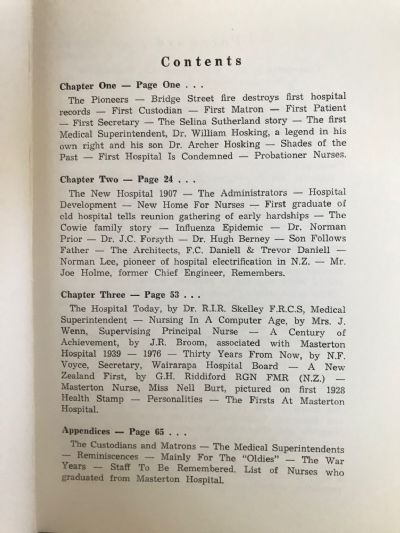 Contents
Chapter One — Page One . . .
The Pioneers — Bridge Street fire destroys first hospital
records — First Custodian — First Matron — First Patient
— First Secretary — The Selina Sutherland story — The first
Medical Superintendent, Dr. William Hosking, a legend in his
own right and his son Dr. Archer Hosking — Shades of the
Past — First Hospital Is Condemned — Probationer Nurses.
Chapter Two — Page 24 . . .
The New Hospital 1907 — The Administrators — Hospital
Development — New Home For Nurses — First graduate of
old hospital tells reunion gathering of early hardships — The
Cowie family story — Influenza Epidemic — Dr. Norman
Prior — Dr. J.C. Forsyth — Dr. Hugh Berney — Son Follows
Father — The Architects, F.C. Daniell & Trevor Daniell —
Norman Lee, pioneer of hospital electrification in N.Z. — Mr.
Joe Holme, former Chief Engineer, Remembers.
Chapter Three — Page 53 . . .
The Hospital Today, by Dr. R.I.R. Skelley F.R.C.S, Medical
Superintendent — Nursing In A Computer Age, by Mrs. J.
Wenn, Supervising Principal Nurse — A Century of
Achievement, by J.R. Broom, associated with Masterton
Hospital 1939 — 1976 — Thirty Years From Now, by N.F.
Voyce, Secretary, Wairarapa Hospital Board — A New
Zealand First, by G.H. Riddiford RGN FMR (N.Z.) —
Masterton Nurse, Miss Nell Burt, pictured on first 1928
Health Stamp — Personalities — The Firsts At Masterton
Hospital.
Appendices — Page 65 . . .
The Custodians and Matrons — The Medical Superintendents
— Reminiscences — Mainly For The "Oldies" — The War
Years — Staff To Be Remembered. List of Nurses who
graduated from Masterton Hospital.